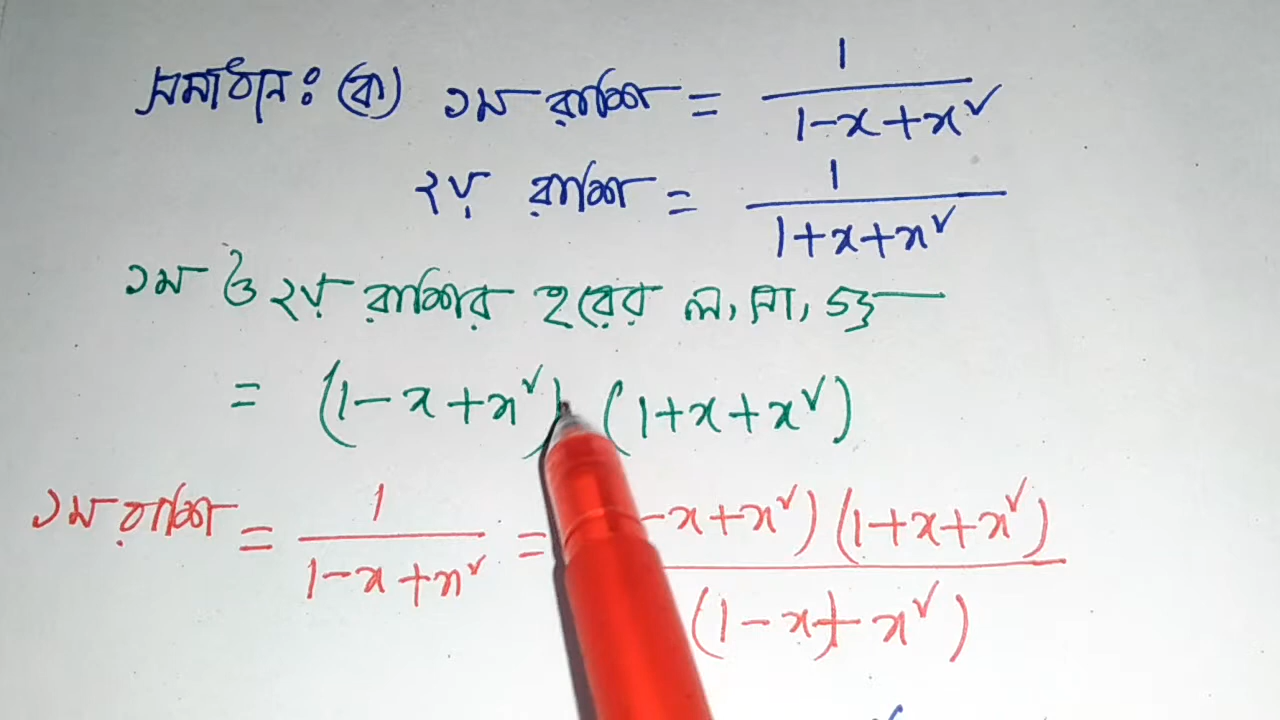 সমাধানঃ (ক) ১ম রাশি = 1/(1-x+x²)
২য় রাশি = 1/(1+x+x²)
১ম ও ২য় রাশির হরের ল, সা, গু
= (1-x+x²) (1+x+x²)
১ম রাশি = 1/(1-x+x²) = -x+x²) (1+x+x²)/(1-x+x²)